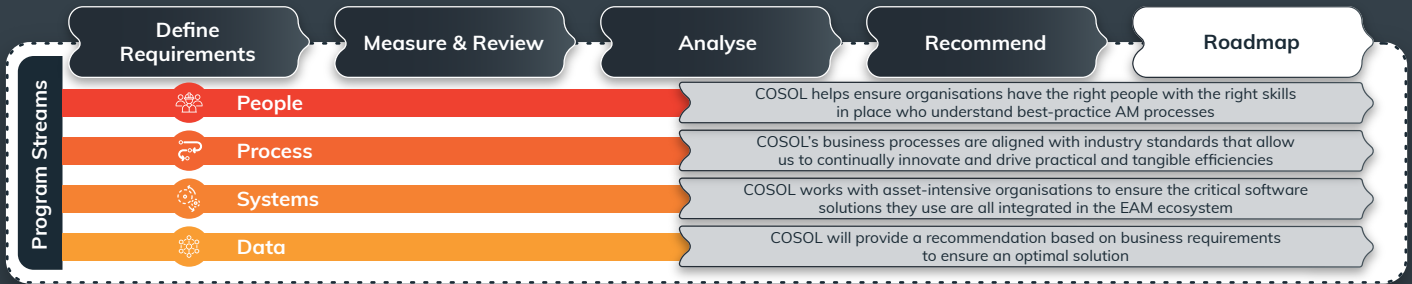 Define
Requirements
Measure & Review
Analyse
Recommend
Roadmap
Program Streams
People
COSOL helps ensure organisations have the right people with the right skills
in place who understand best-practice AM processes
Process
COSOL's business processes are aligned with industry standards that allow
us to continually innovate and drive practical and tangible efficiencies
Systems
COSOL works with asset-intensive organisations to ensure the critical software
solutions they use are all integrated in the EAM ecosystem
Data
COSOL will provide a recommendation based on business requirements
to ensure an optimal solution